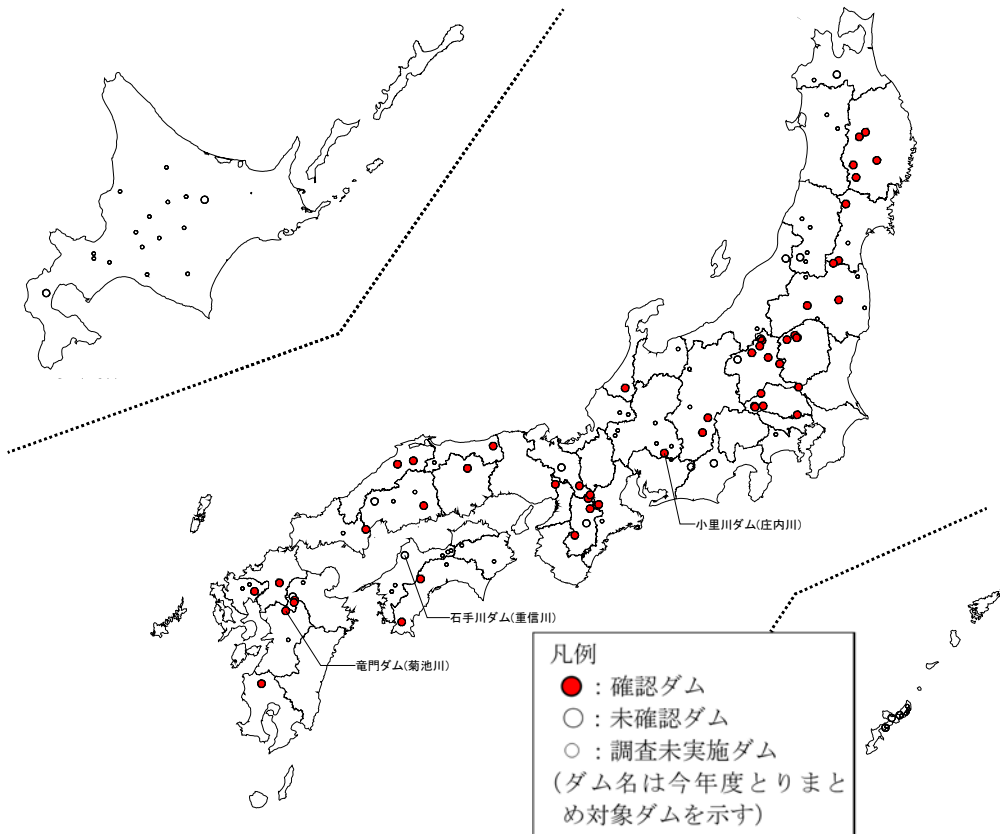 小里川ダム(庄内川)
石手川ダム(重信川)
竜門ダム(菊池川)
凡例
：確認ダム
：未確認ダム
：調査未実施ダム
(ダム名は今年度とりまと
め対象ダムを示す)